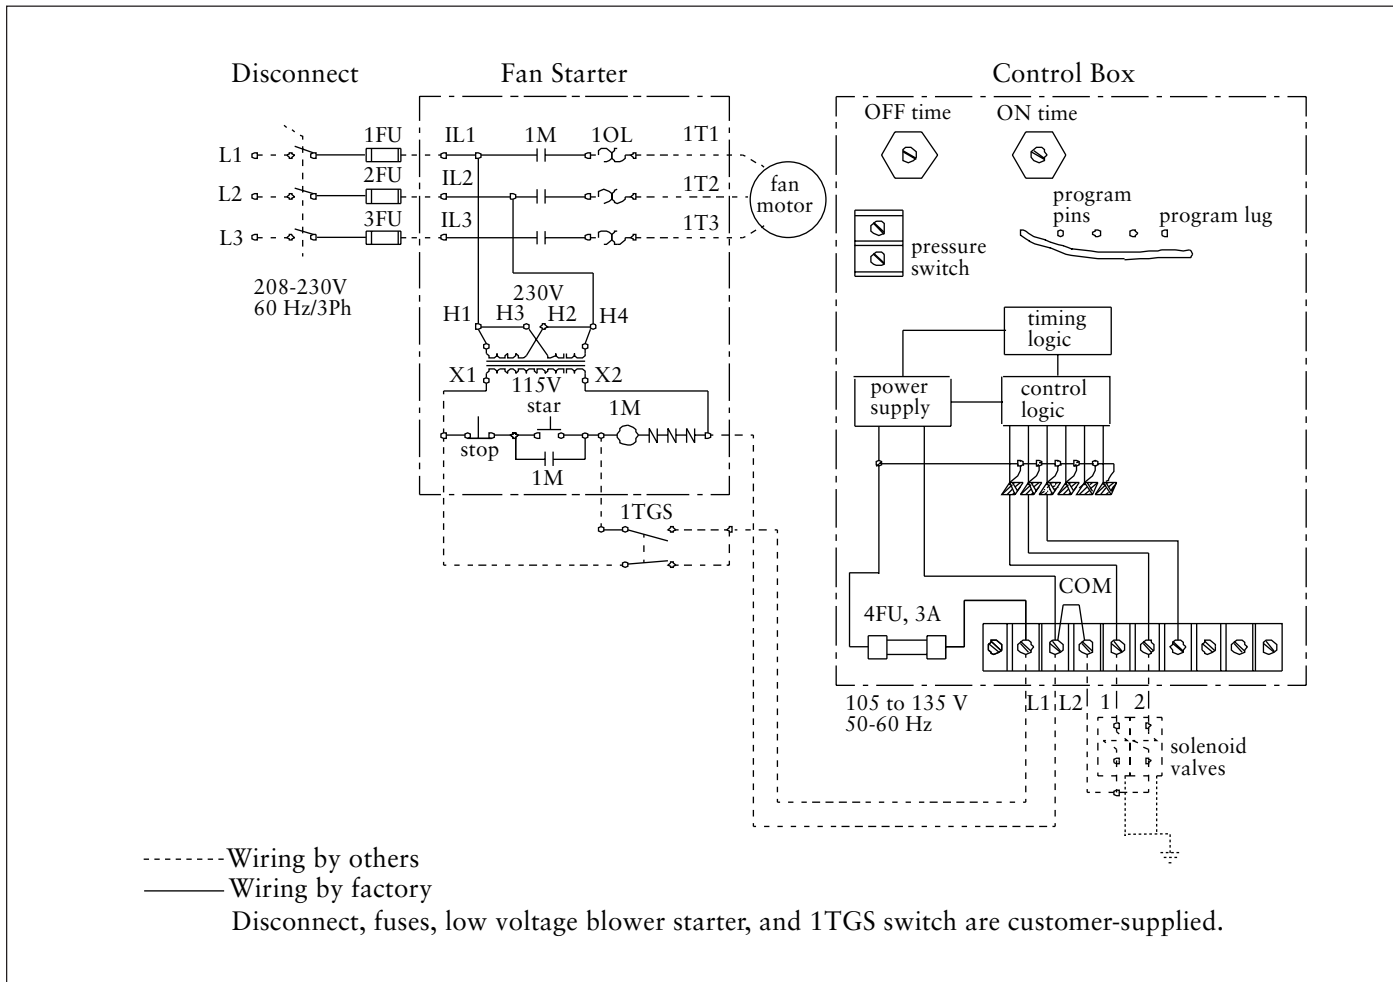 Disconnect
Fan Starter
Control Box
OFF time
ON time
1FU
IL1
1M
1OL
1T1
L1
2FU
IL2
1T2
L2
fan
motor
3FU
IL3
1T3
L3
program
pins
program lug
pressure
switch
208-230V
60 Hz/3Ph
230V
H1
H3
H2
H4
timing
logic
X1
115V
X2
power
supply
control
logic
star
1M
stop
1M
1TGS
COM
4FU, 3A
105 to 135 V
50-60 Hz
L1
L2
1
2
solenoid
valves
Wiring by others
Wiring by factory
Disconnect, fuses, low voltage blower starter, and 1TGS switch are customer-supplied.